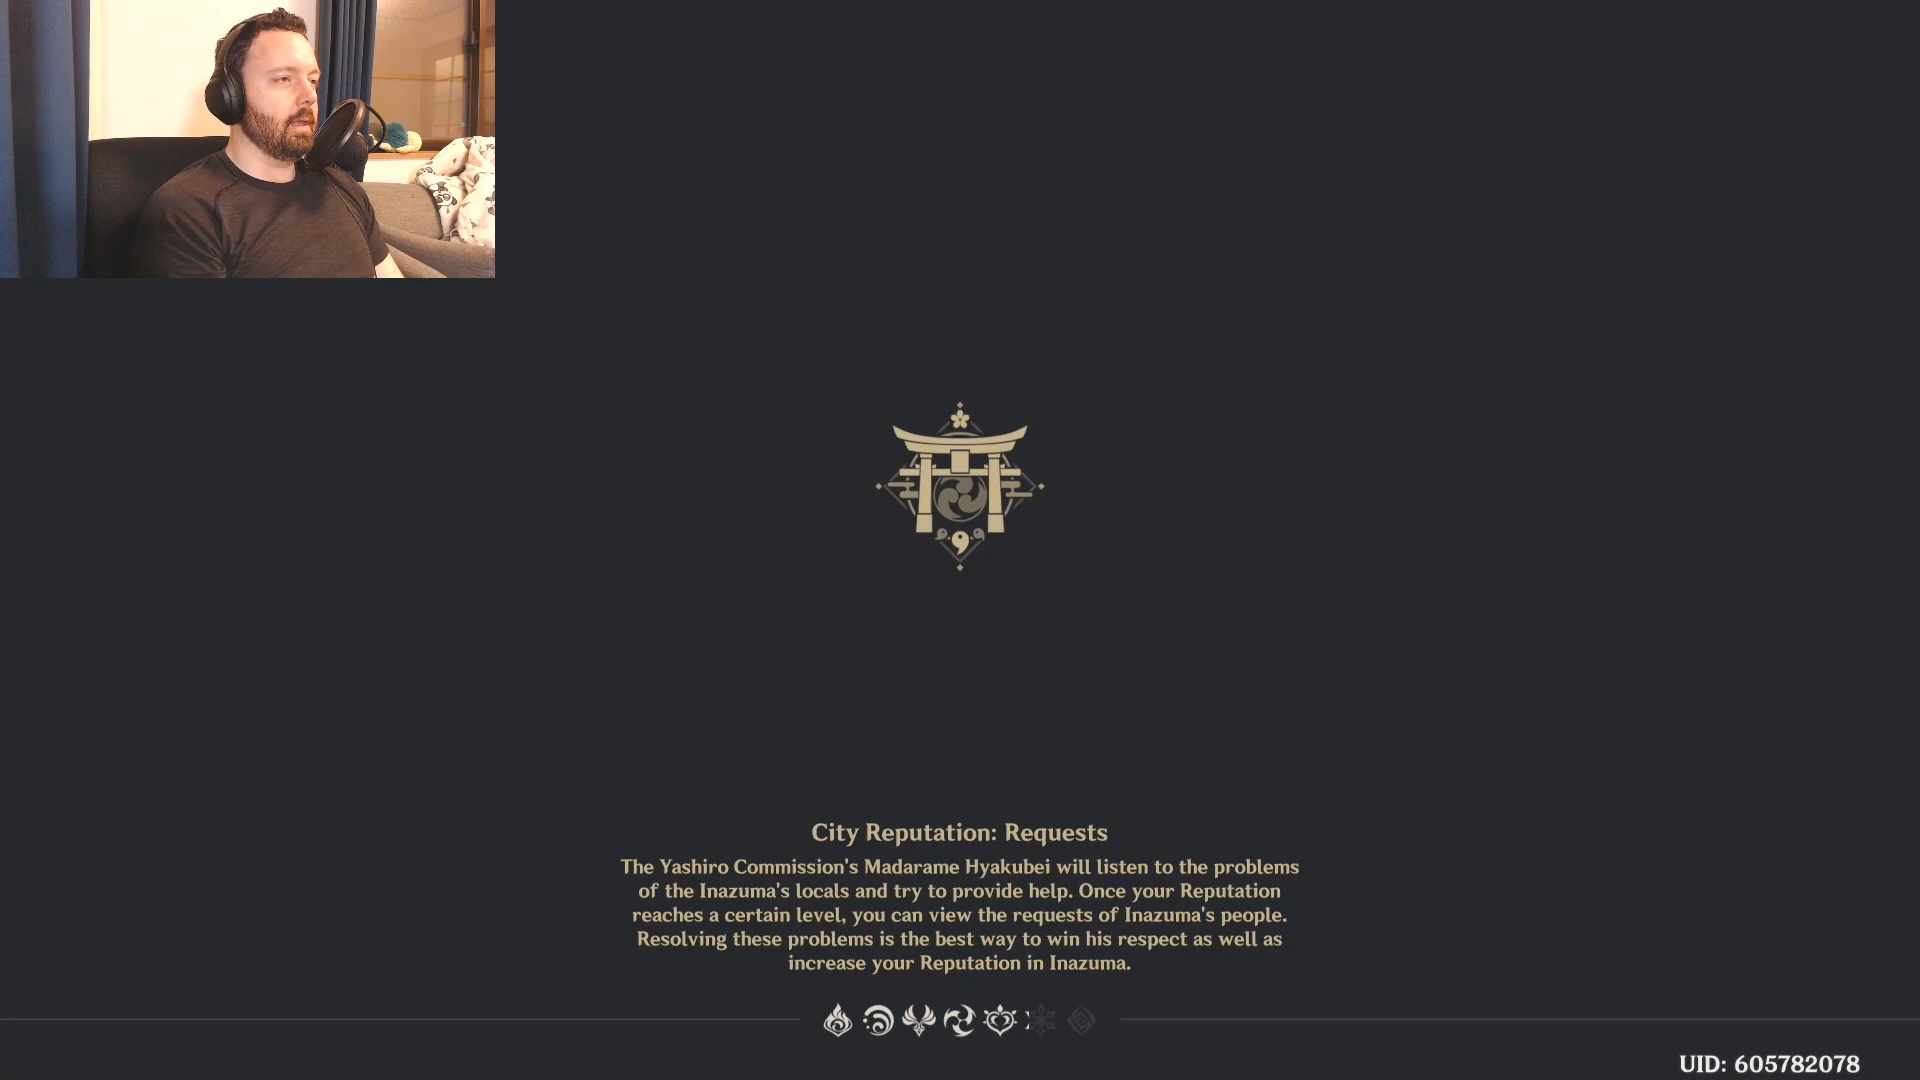 City Reputation: Requests
The Yashiro Commission's Madarame Hyakubei will listen to the problems
of the Inazuma's locals and try to provide help. Once your Reputation
reaches a certain level, you can view the requests of Inazuma's people.
Resolving these problems is the best way to win his respect as well as
increase your Reputation in Inazuma.
UID: 605782078